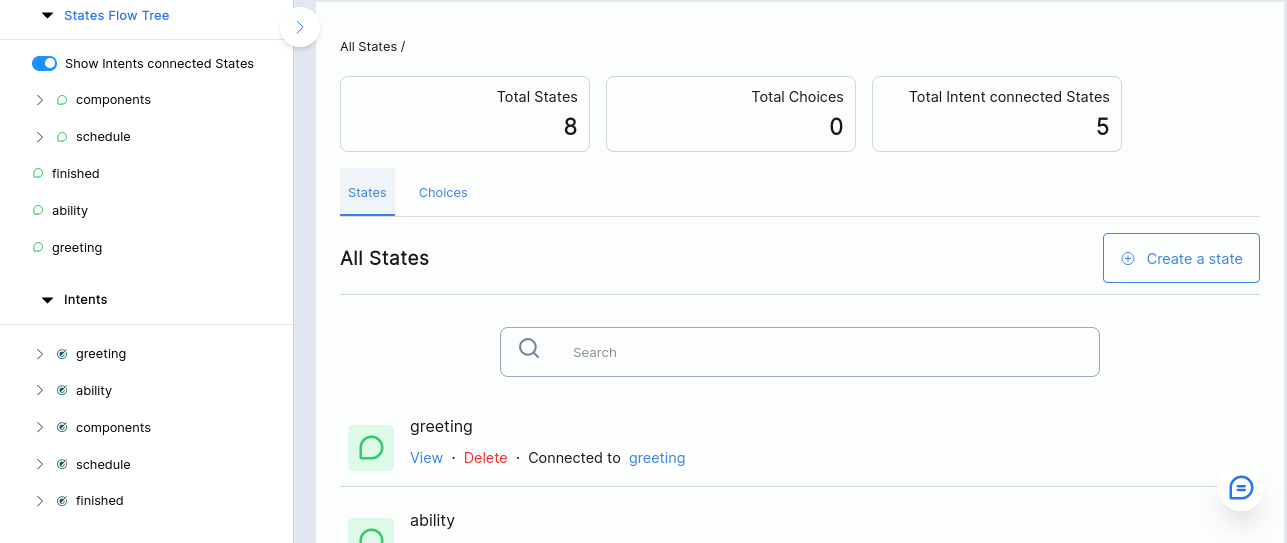 States Flow Tree
Show Intents connected States
components
schedule
finished
ability
greeting
Intents
greeting
ability
components
schedule
finished
All States /
Total States
8
Total Choices
0
Total Intent connected States
5
States Choices
All States
Create a state
Search
greeting
View · Delete · Connected to greeting
ability